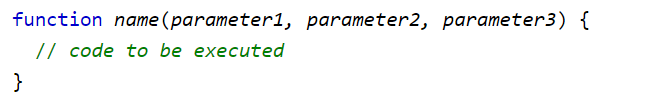 function name(parameter1, parameter2, parameter3) {
  // code to be executed
}